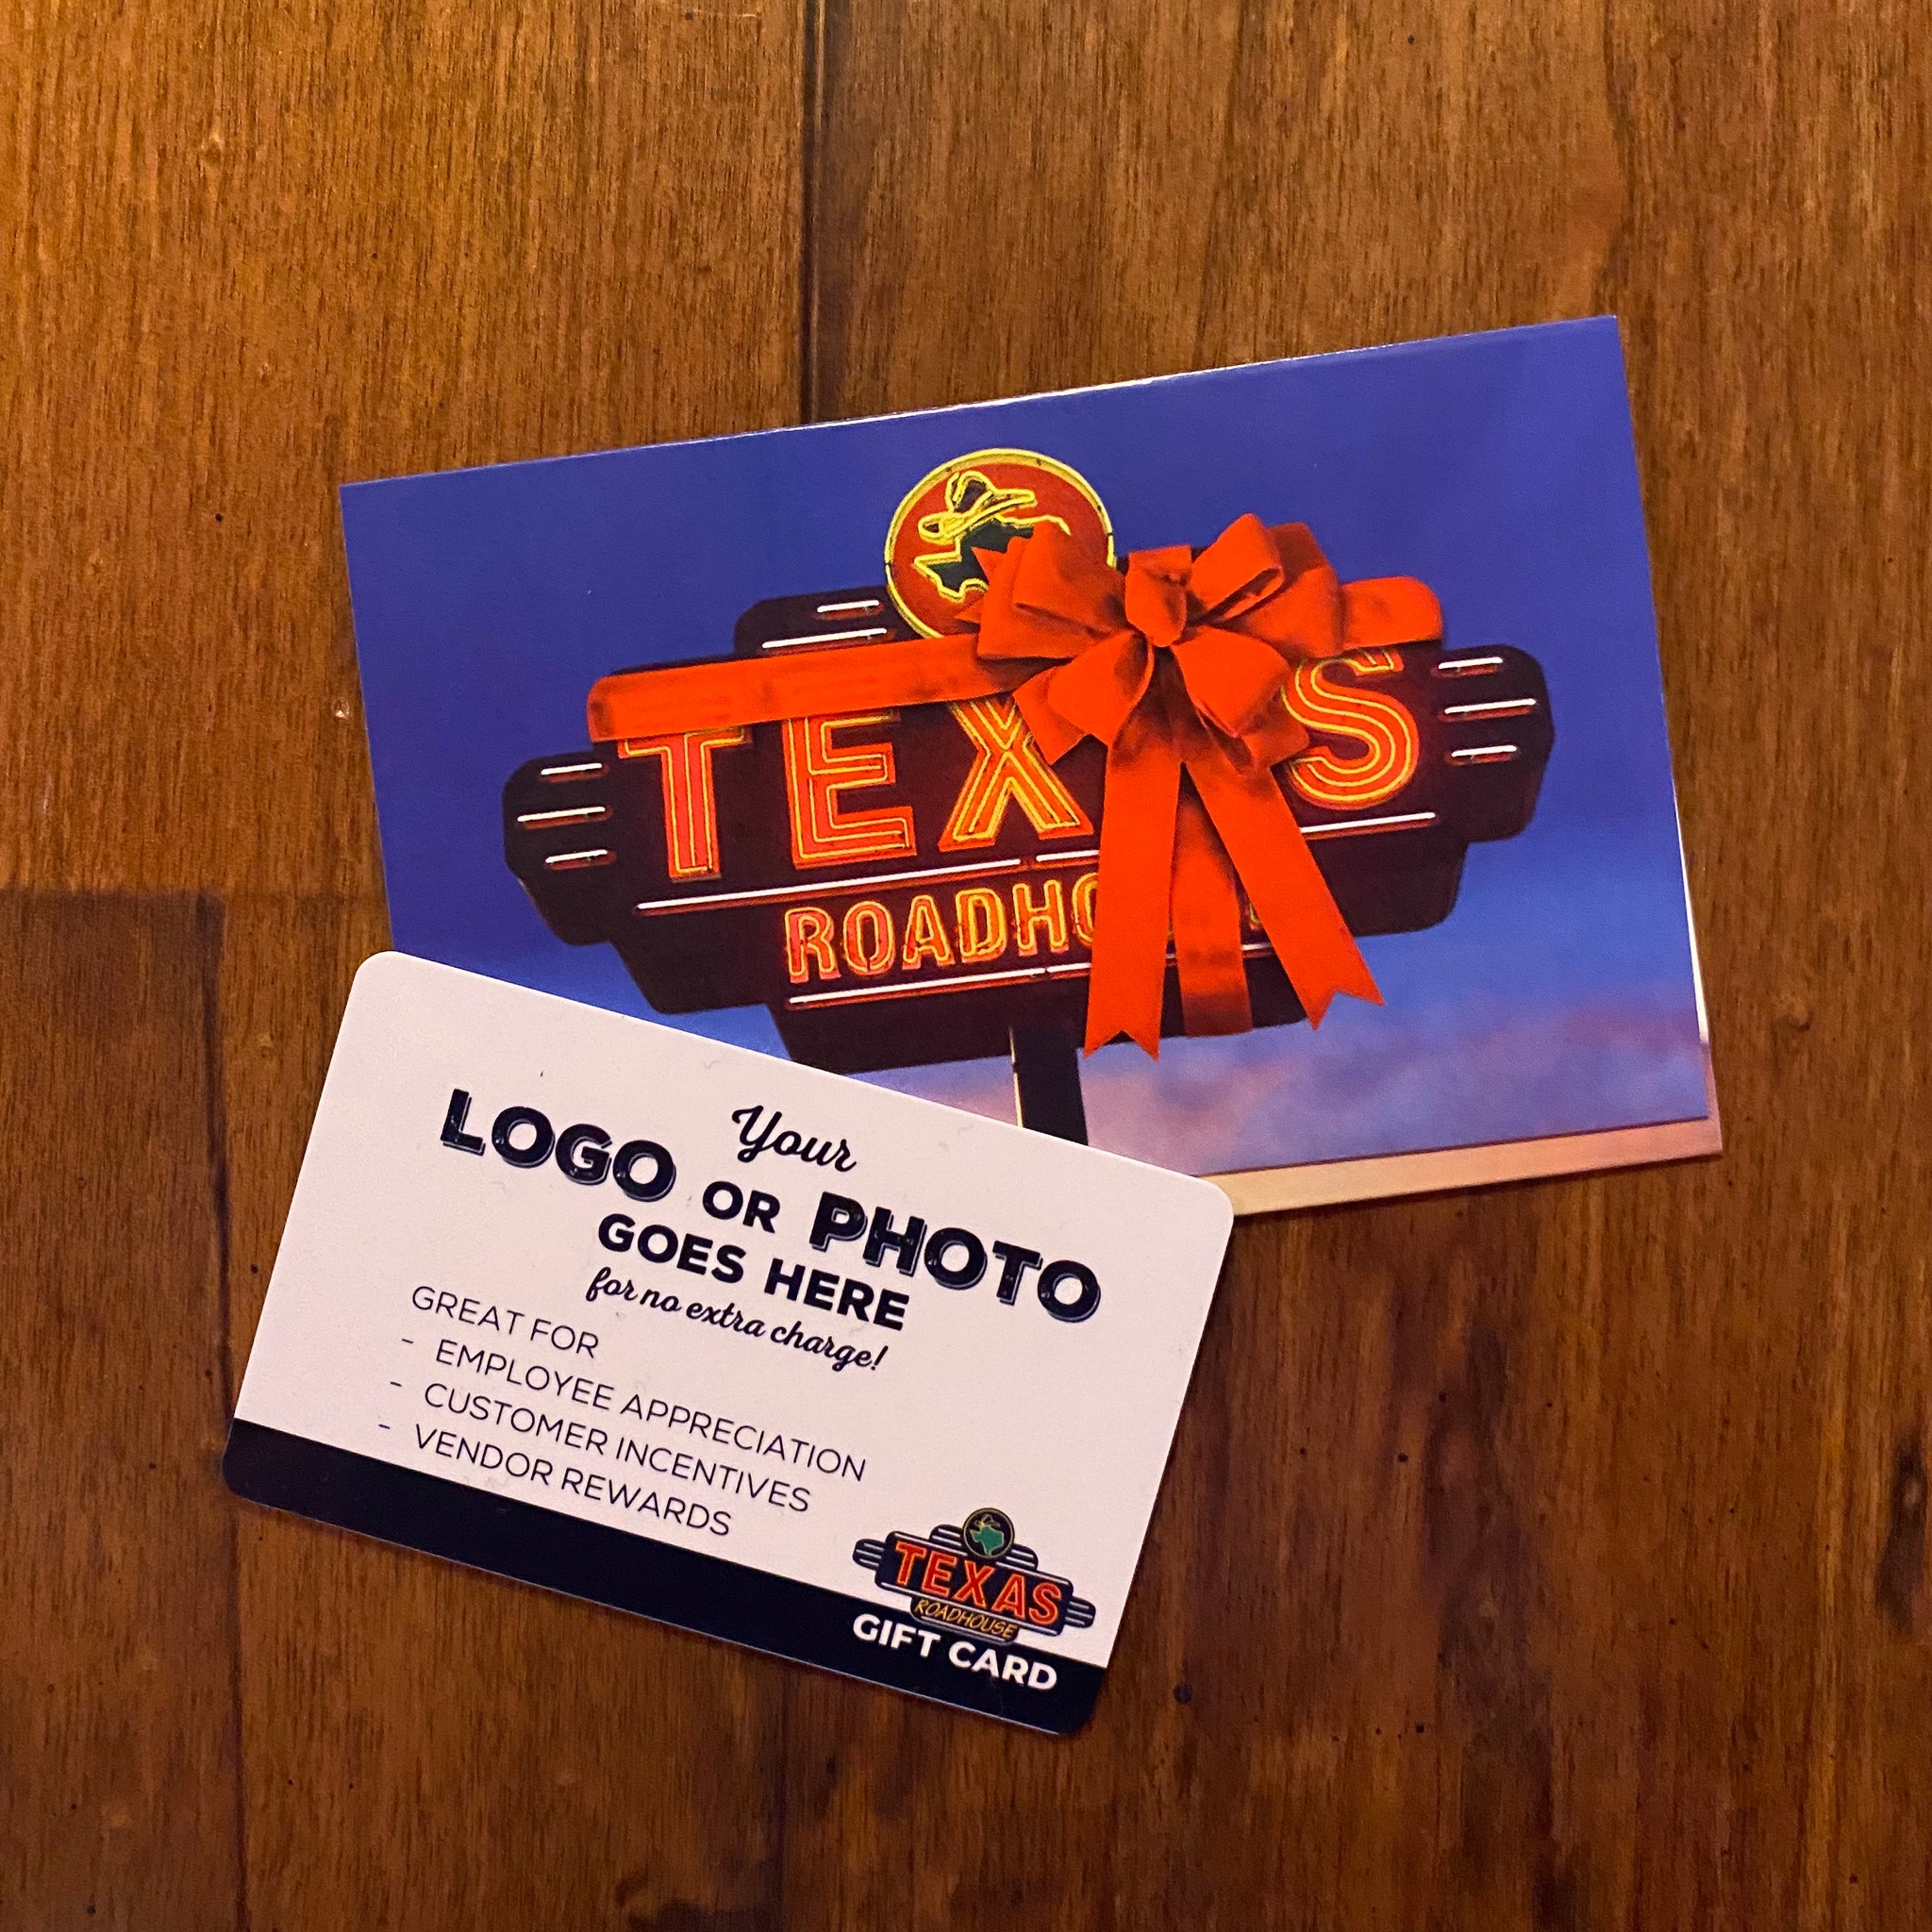 TEXAS
ROADHO
Your
LOGO OR PHOTO
GOES HERE
for no extra charge!
GREAT FOR
- EMPLOYEE APPRECIATION
- CUSTOMER INCENTIVES
- VENDOR REWARDS
TEXAS
ROADHOUSE
GIFT CARD